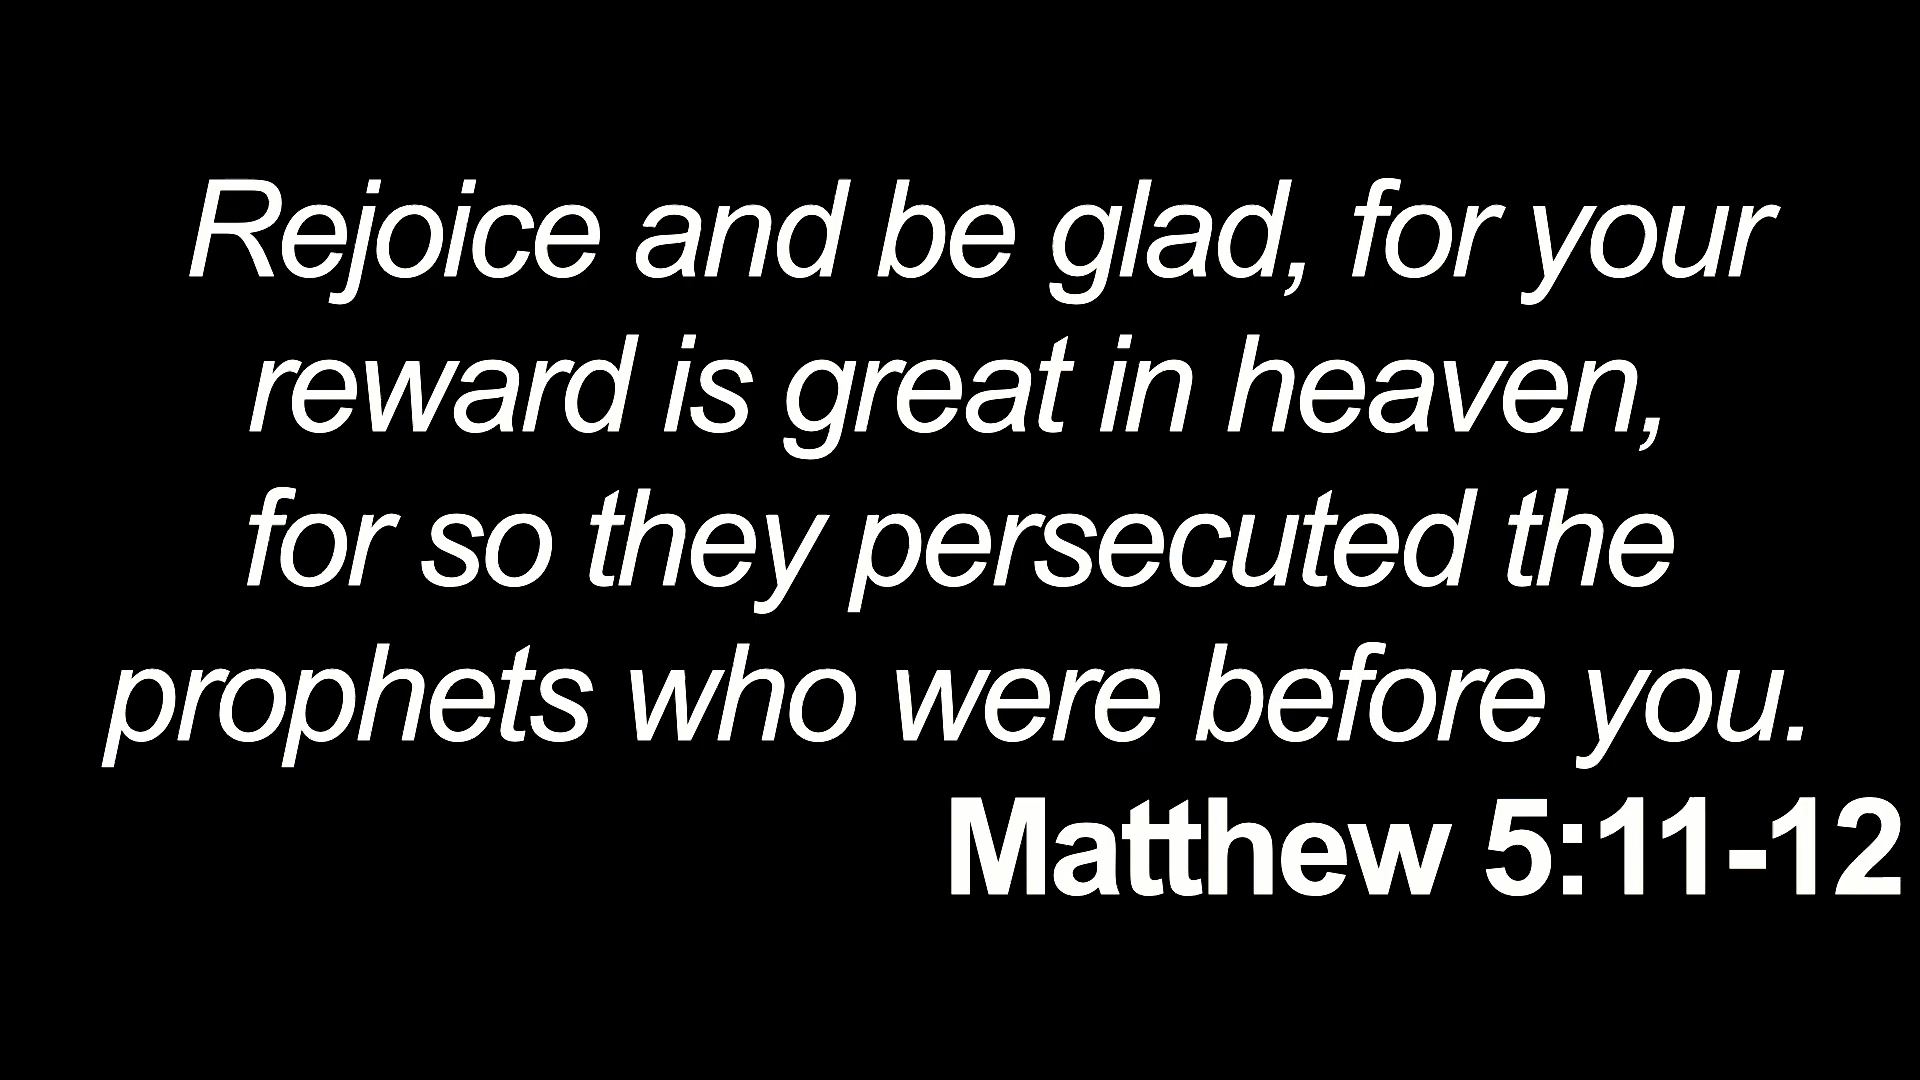 Rejoice and be glad, for your
reward is great in heaven,
for so they persecuted the
prophets who were before you.
Matthew 5:11-12